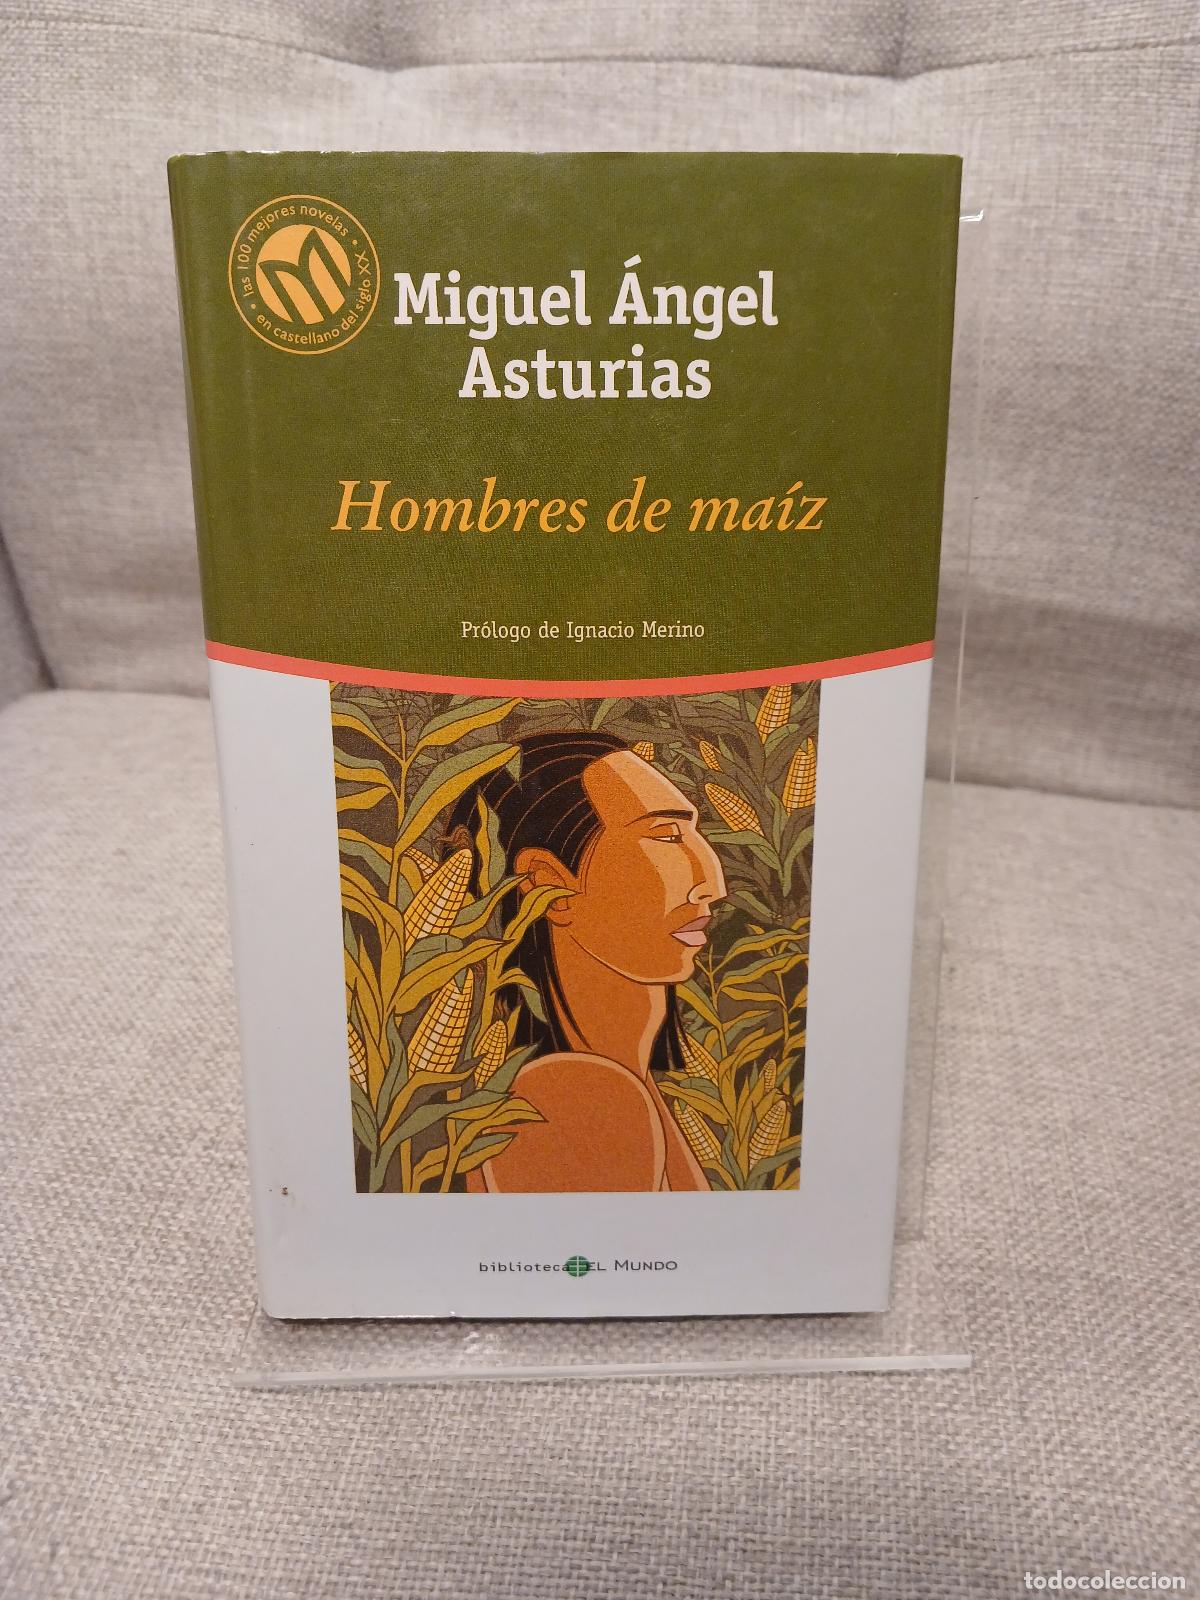 • las 100 mejores novelas •
en castellano del siglo XX
Miguel Ángel
Asturias
Hombres de maíz
Prólogo de Ignacio Merino
biblioteca EL MUNDO
todocoleccion